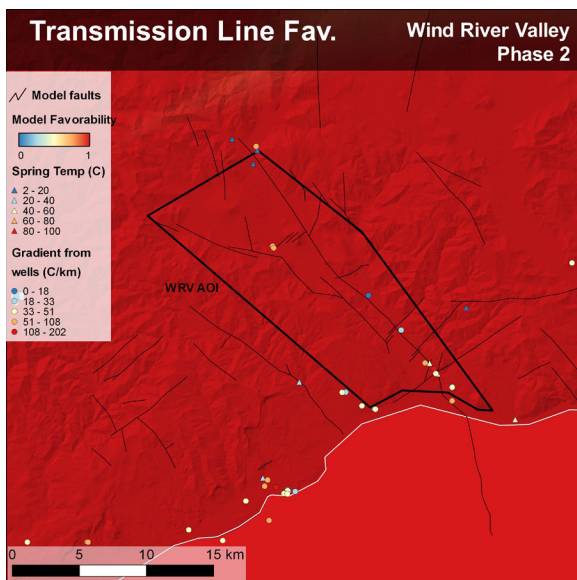 Transmission Line Fav.
Wind River Valley
Phase 2
Model faults
Model Favorability
0 1
Spring Temp (C)
2 - 20
20 - 40
40 - 60
60 - 80
80 - 100
Gradient from
wells (C/km)
0 - 18
18 - 33
33 - 51
51 - 108
108 - 202
WRV AOI
0 5 10 15 km